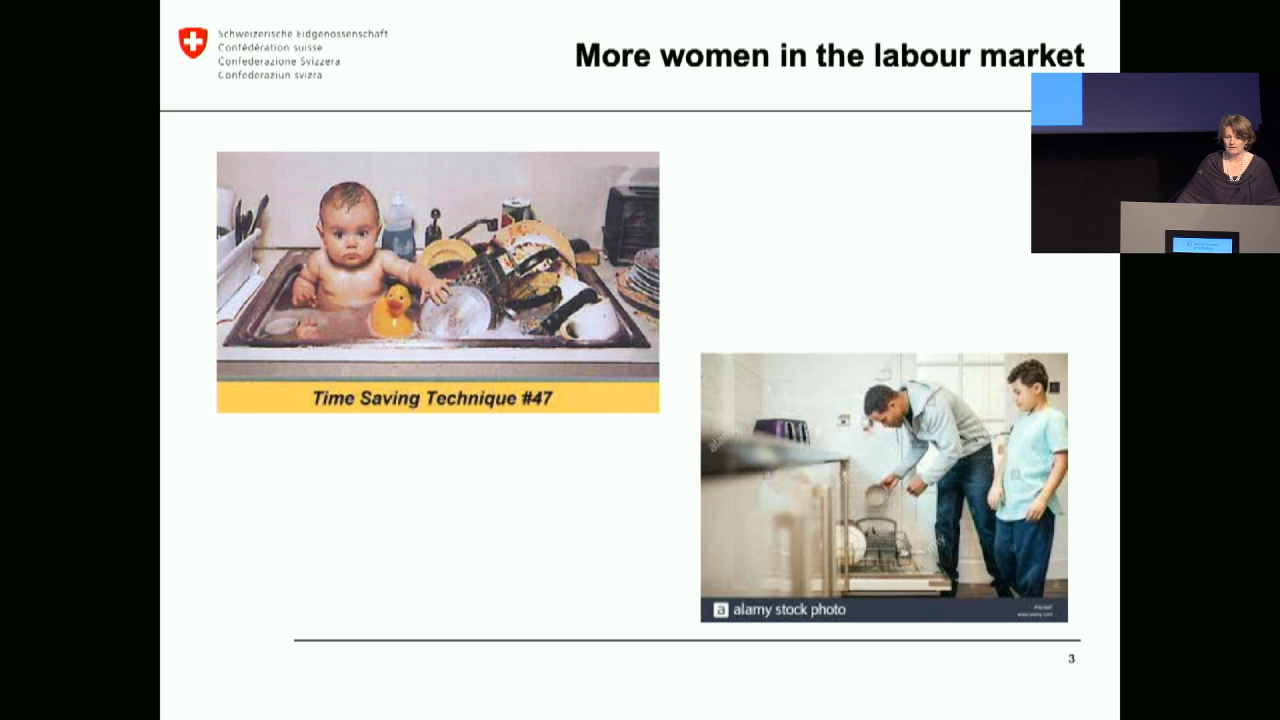 Schweizerische Eidgenossenschaft
Confédération suisse
Confederazione Svizzera
Confederaziun svizra
More women in the labour market
Time Saving Technique #47
alamy
a alamy stock photo
3